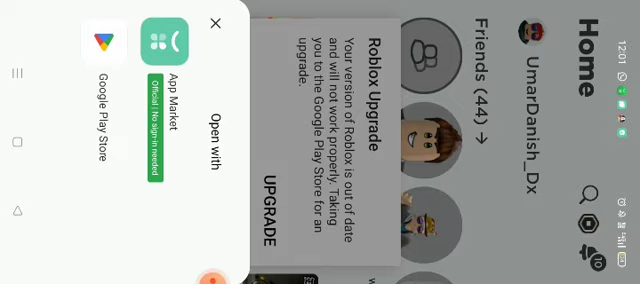 12:01
Home
10
UmarDanish_Dx
Friends (44) →
Roblox Upgrade
Your version of Roblox is out of date
and will not work properly. Taking
you to the Google Play Store for an
upgrade.
UPGRADE
Open with
App Market
Official | No sign-in needed
Google Play Store